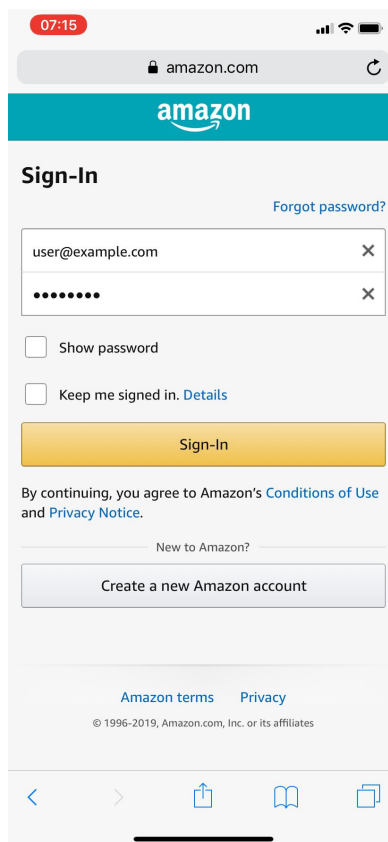 07:15
amazon.com
amazon
Sign-In
Forgot password?
user@example.com
••••••••
Show password
Keep me signed in. Details
Sign-In
By continuing, you agree to Amazon's Conditions of Use
and Privacy Notice.
New to Amazon?
Create a new Amazon account
Amazon terms Privacy
© 1996-2019, Amazon.com, Inc. or its affiliates